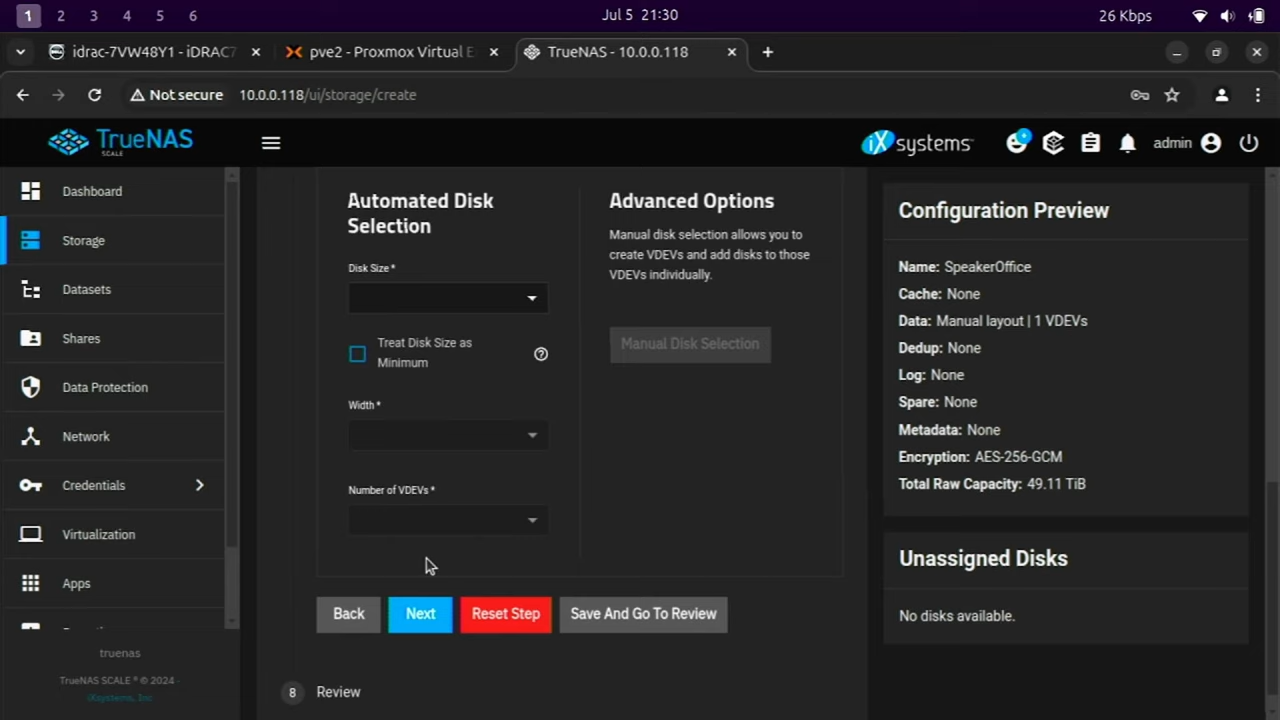 1 2 3 4 5 6
Jul 5 21:30
26 Kbps
idrac-7VW48Y1 - iDRAC7
pve2 - Proxmox Virtual E
TrueNAS - 10.0.0.118
Not secure
10.0.0.118/ui/storage/create
TrueNAS
SCALE
iXsystems
admin
Dashboard
Storage
Datasets
Shares
Data Protection
Network
Credentials
Virtualization
Apps
truenas
TrueNAS SCALE ® © 2024 -
iXsystems, Inc
Automated Disk
Selection
Disk Size *
Treat Disk Size as
Minimum
Width *
Number of VDEVs *
Advanced Options
Manual disk selection allows you to
create VDEVs and add disks to those
VDEVs individually.
Manual Disk Selection
Back
Next
Reset Step
Save And Go To Review
8 Review
Configuration Preview
Name: SpeakerOffice
Cache: None
Data: Manual layout | 1 VDEVs
Dedup: None
Log: None
Spare: None
Metadata: None
Encryption: AES-256-GCM
Total Raw Capacity: 49.11 TiB
Unassigned Disks
No disks available.